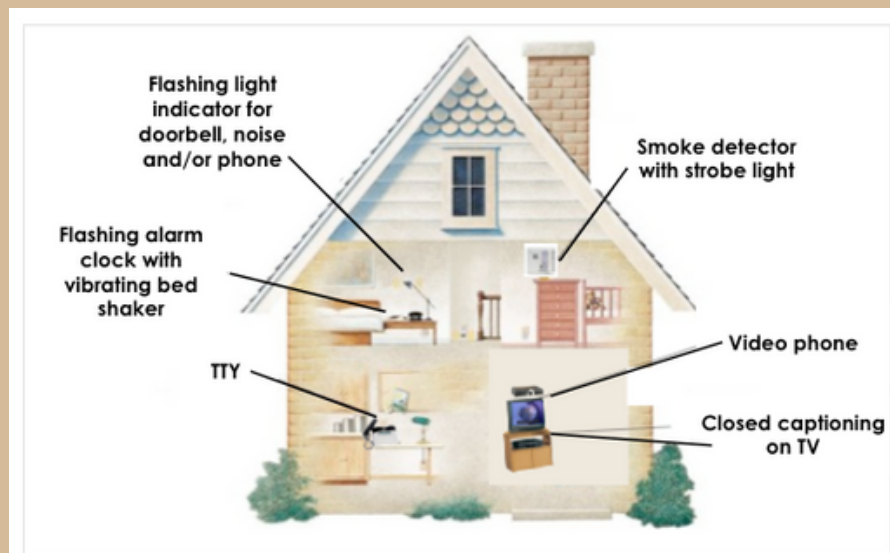 Flashing light
indicator for
doorbell, noise
and/or phone
Smoke detector
with strobe light
Flashing alarm
clock with
vibrating bed
shaker
TTY
Video phone
Closed captioning
on TV